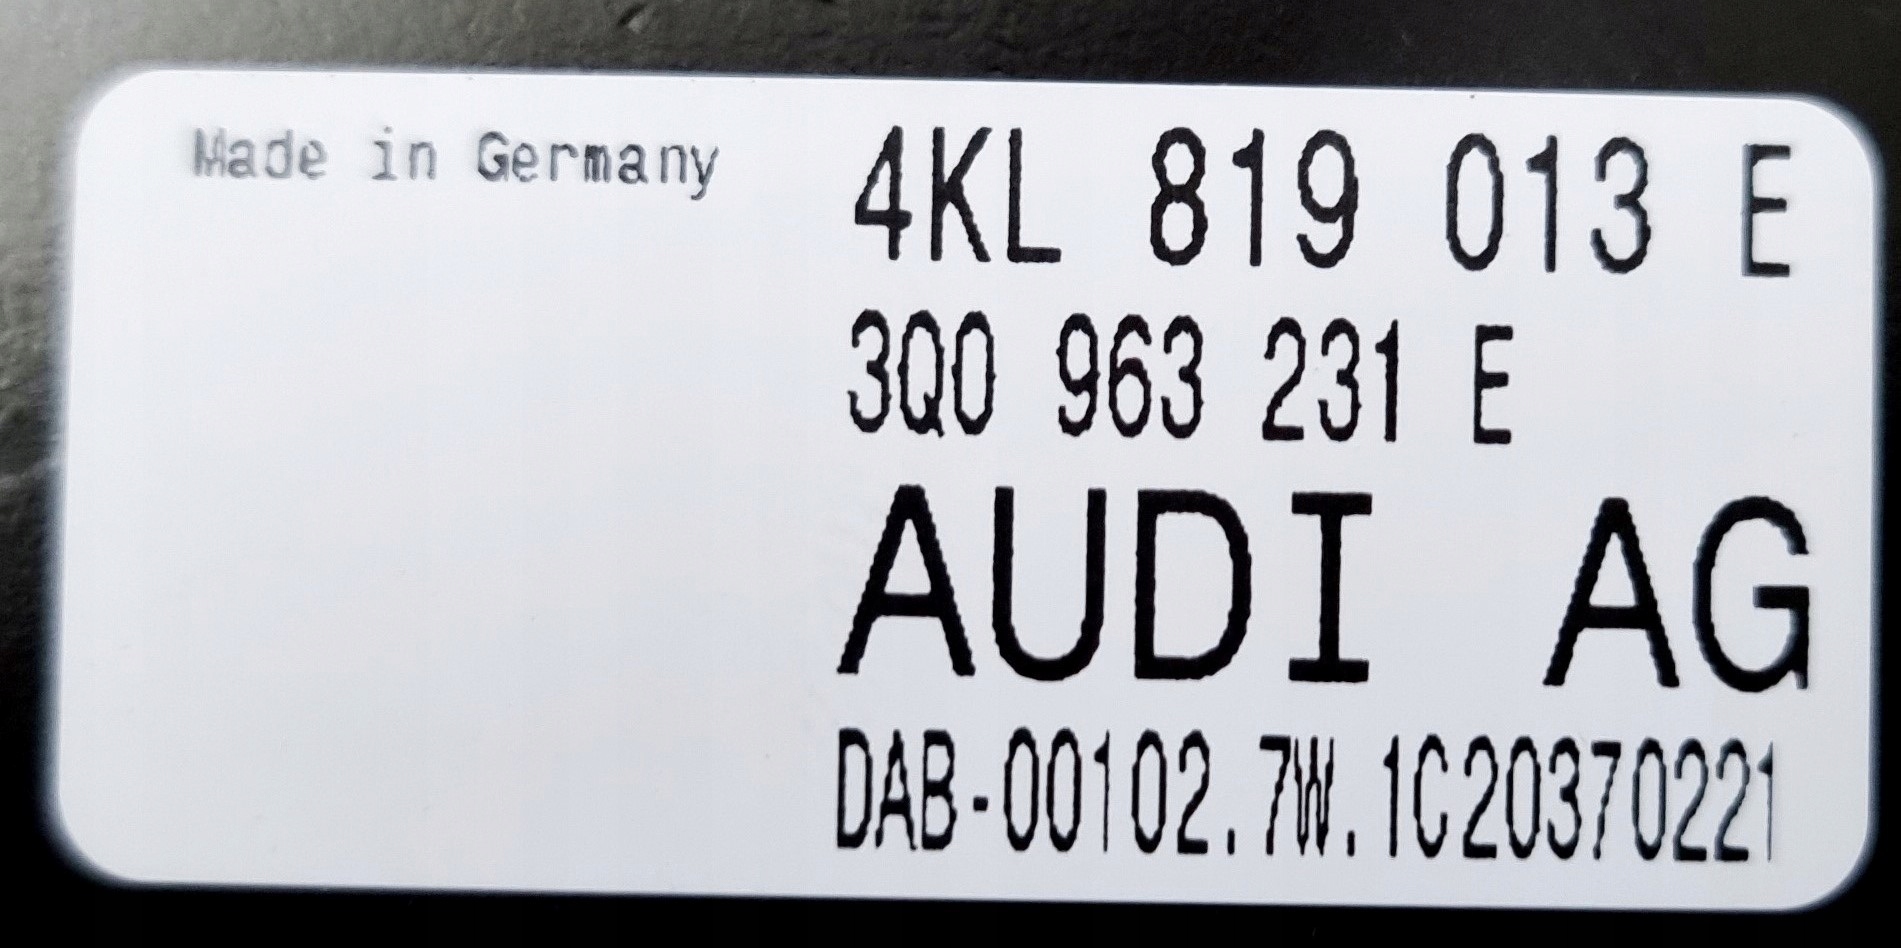 Made in Germany
4KL 819 013 E
3Q0 963 231 E
AUDI AG
DAB-00102.7W.1C20370221